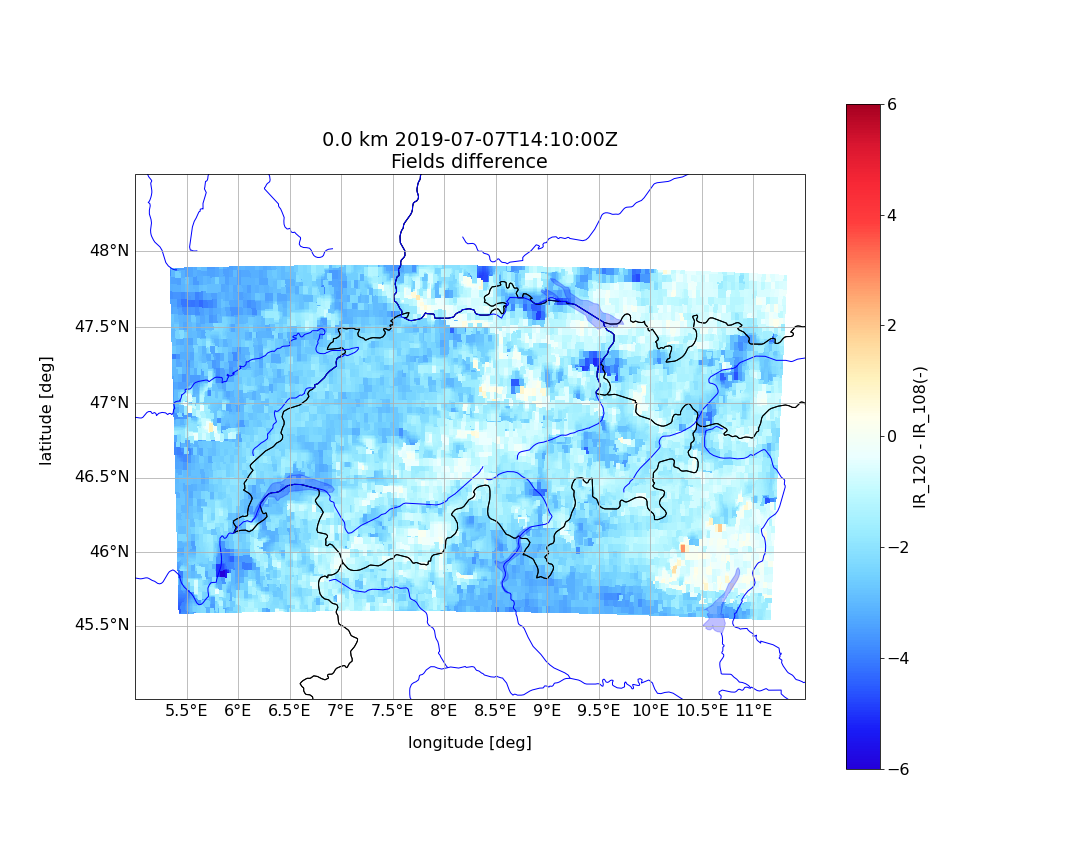 0.0 km 2019-07-07T14:10:00Z
Fields difference
48°N
47.5°N
47°N
46.5°N
46°N
45.5°N
latitude [deg]
5.5°E 6°E 6.5°E 7°E 7.5°E 8°E 8.5°E 9°E 9.5°E 10°E 10.5°E 11°E
longitude [deg]
6
4
2
0
−2
−4
−6
IR_120 - IR_108(-)